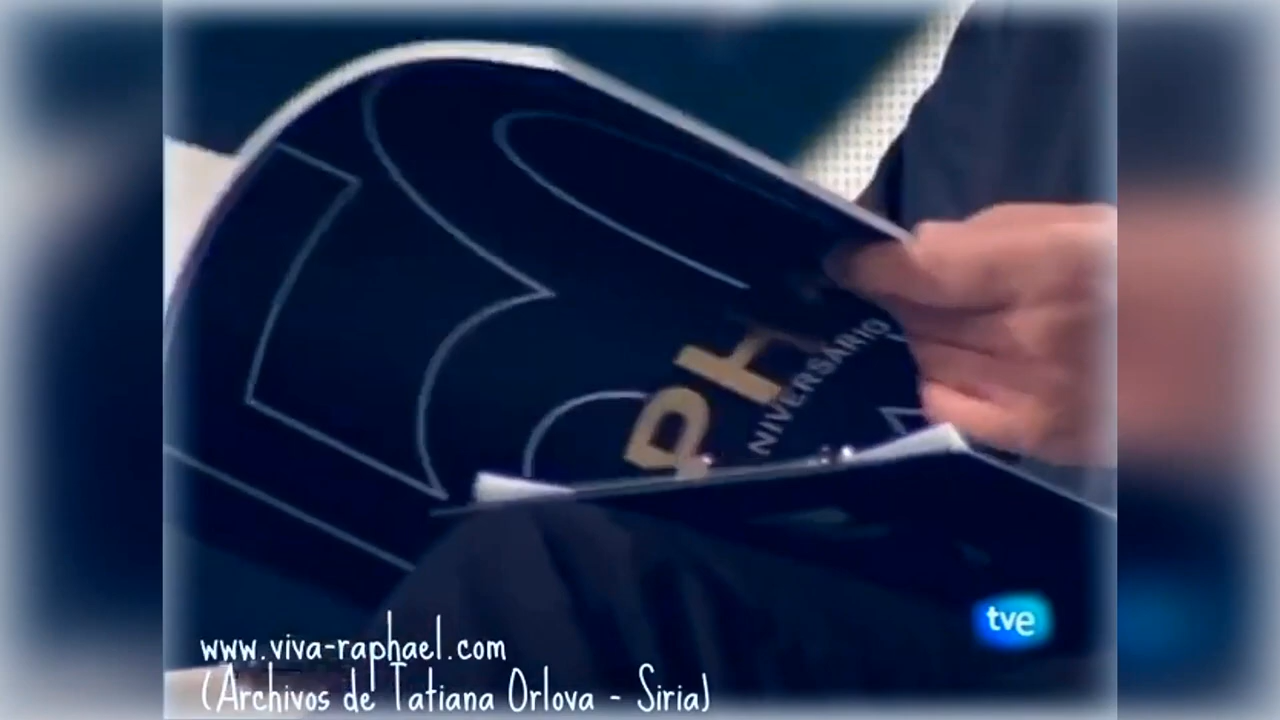 PH
NIVERSARIO
tve
www.viva-raphael.com
(Archivos de Tatiana Orlova - Siria)